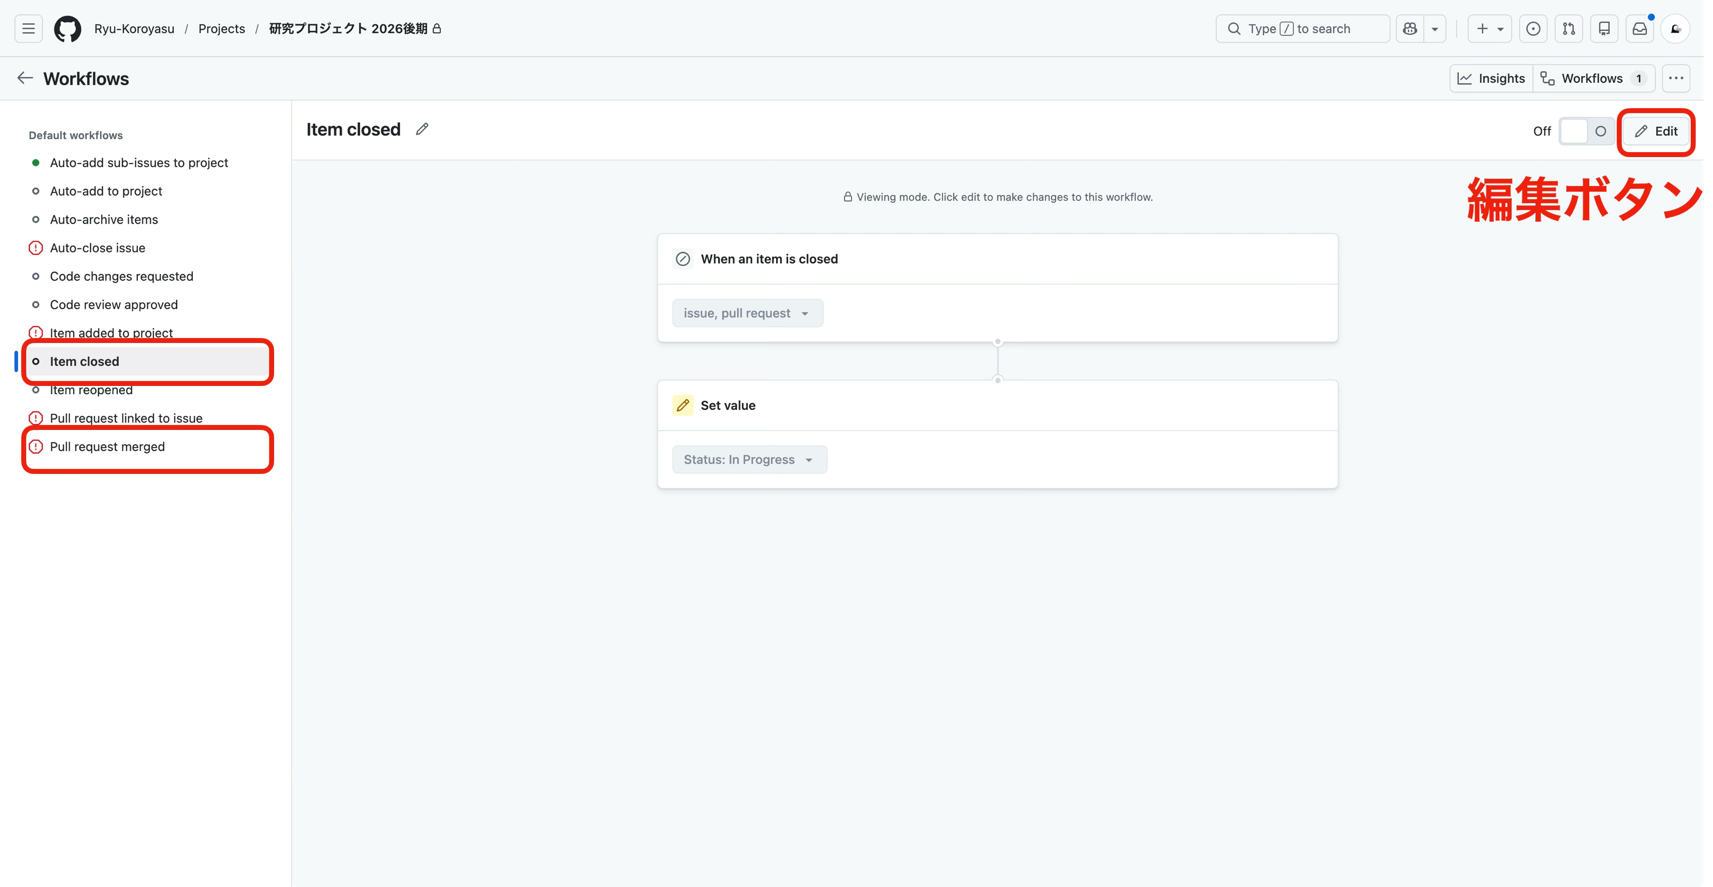 Ryu-Koroyasu / Projects / 研究プロジェクト 2026後期
Type / to search
Workflows
Insights
Workflows 1
Default workflows
Auto-add sub-issues to project
Auto-add to project
Auto-archive items
Auto-close issue
Code changes requested
Code review approved
Item added to project
Item closed
Item reopened
Pull request linked to issue
Pull request merged
Item closed
Off
Edit
編集ボタン
Viewing mode. Click edit to make changes to this workflow.
When an item is closed
issue, pull request
Set value
Status: In Progress